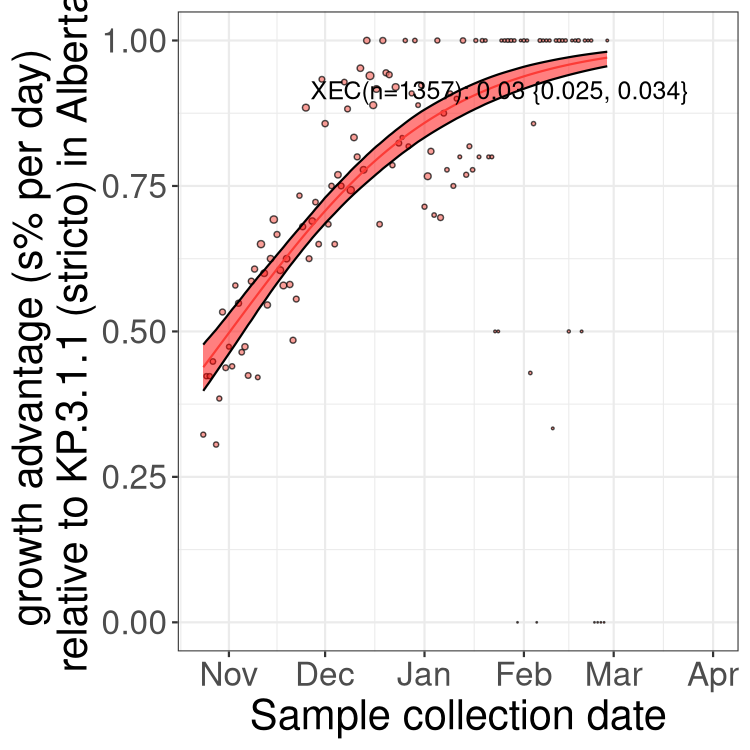 growth advantage (s% per day)
relative to KP.3.1.1 (stricto) in Alberta
1.00
0.75
0.50
0.25
0.00
XEC(n=1357): 0.03 {0.025, 0.034}
Nov Dec Jan Feb Mar Apr
Sample collection date